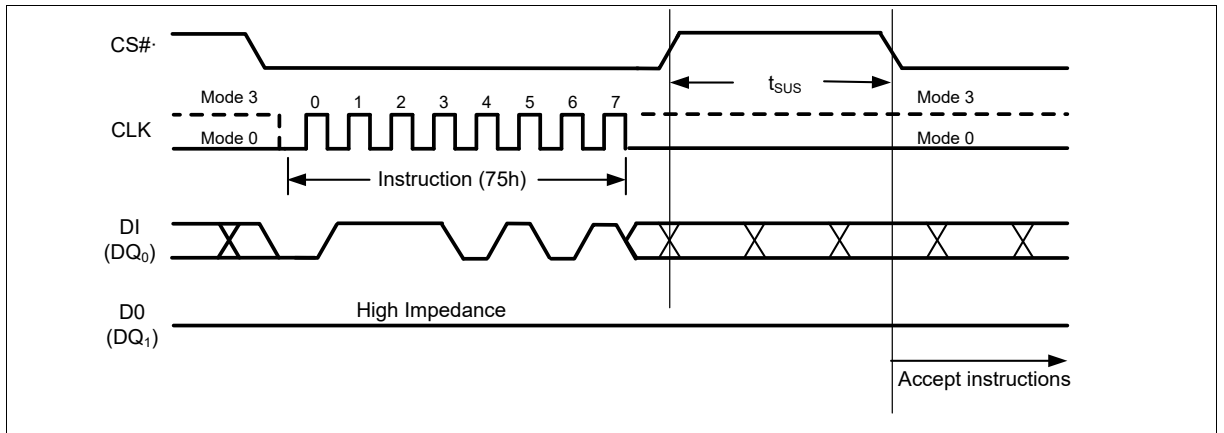 CS#·
tSUS
Mode 3 0 1 2 3 4 5 6 7 Mode 3
CLK
Mode 0 Mode 0
Instruction (75h)
DI
(DQ0)
High Impedance
D0
(DQ1)
Accept instructions